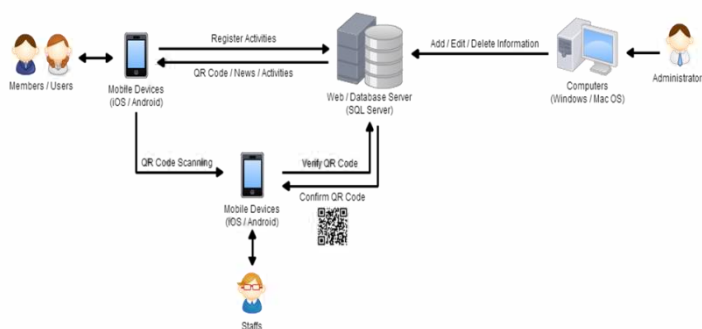 Register Activities
QR Code / News / Activities
Add / Edit / Delete Information
Members / Users
Mobile Devices
(iOS / Android)
Web / Database Server
(SQL Server)
Computers
(Windows / Mac OS)
Administrator
QR Code Scanning
Verify QR Code
Confirm QR Code
Mobile Devices
(iOS / Android)
Staffs